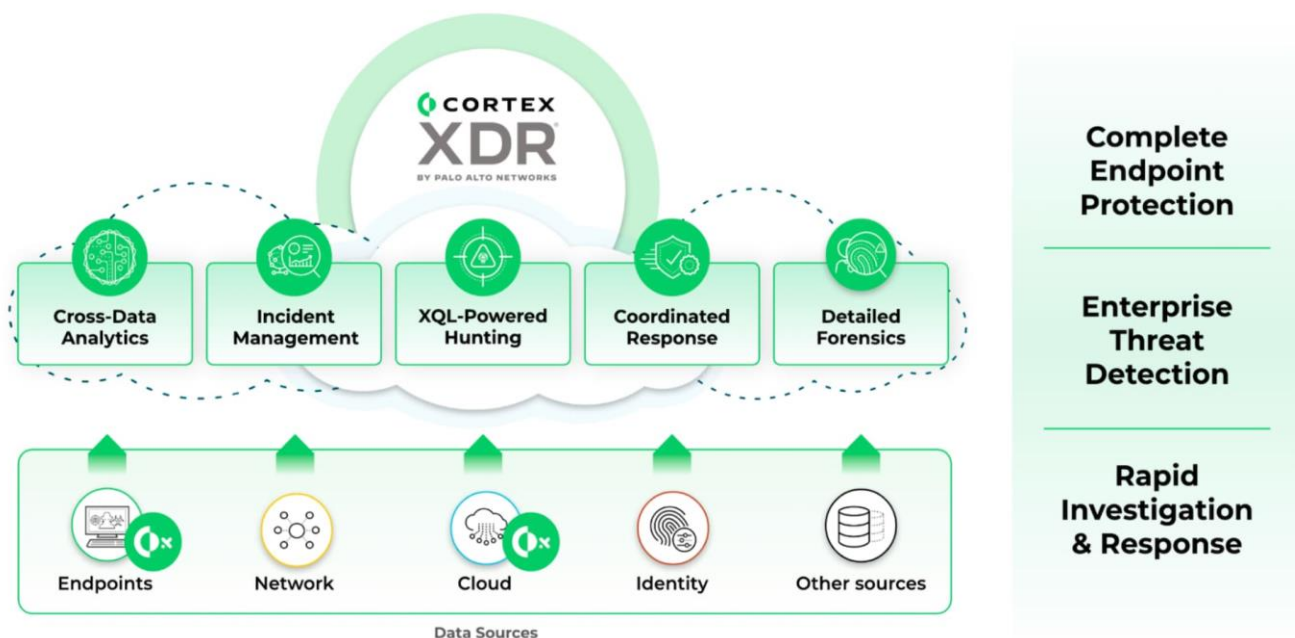 CORTEX
XDR®
BY PALO ALTO NETWORKS
Cross-Data
Analytics
Incident
Management
XQL-Powered
Hunting
Coordinated
Response
Detailed
Forensics
Endpoints
Network
Cloud
Identity
Other sources
Data Sources
Complete
Endpoint
Protection
Enterprise
Threat
Detection
Rapid
Investigation
& Response